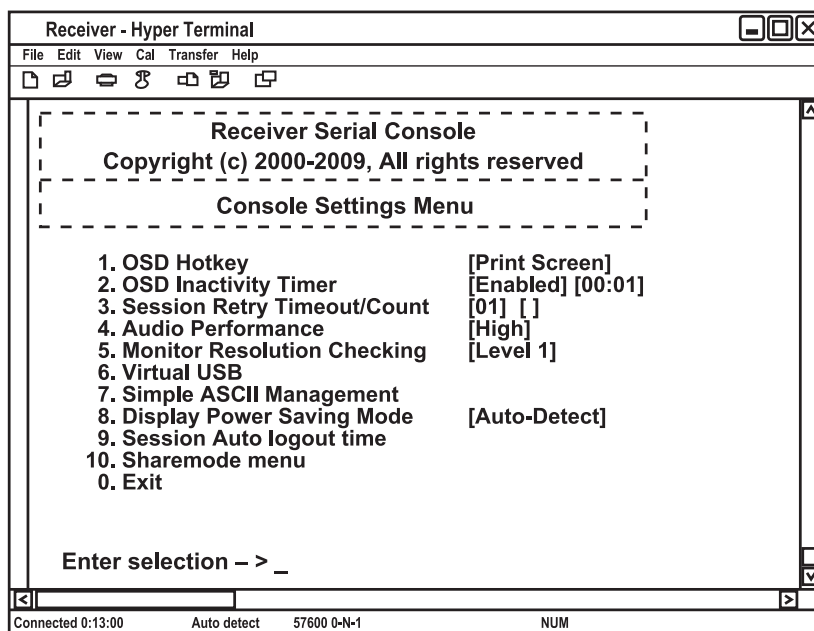 Receiver - Hyper Terminal
File Edit View Cal Transfer Help
Receiver Serial Console
Copyright (c) 2000-2009, All rights reserved
Console Settings Menu
1. OSD Hotkey [Print Screen]
2. OSD Inactivity Timer [Enabled] [00:01]
3. Session Retry Timeout/Count [01] [ ]
4. Audio Performance [High]
5. Monitor Resolution Checking [Level 1]
6. Virtual USB
7. Simple ASCII Management
8. Display Power Saving Mode [Auto-Detect]
9. Session Auto logout time
10. Sharemode menu
0. Exit
Enter selection – > _
Connected 0:13:00 Auto detect 57600 0-N-1 NUM